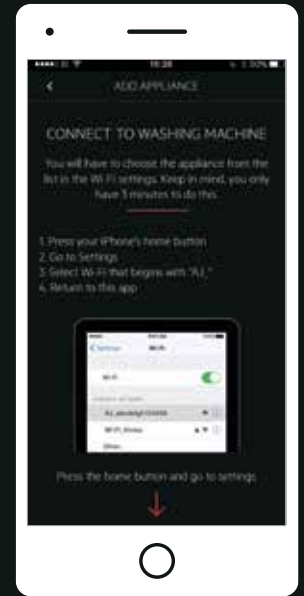 10:28
ADD APPLIANCE
CONNECT TO WASHING MACHINE
You will have to choose the appliance from the
list in the Wi-Fi settings. Keep in mind, you only
have 3 minutes to do this.
1. Press your iPhone's home button
2. Go to Settings
3. Select Wi-Fi that begins with "AJ_"
4. Return to this app
Settings Wi-Fi
Wi-Fi
Press the home button and go to settings